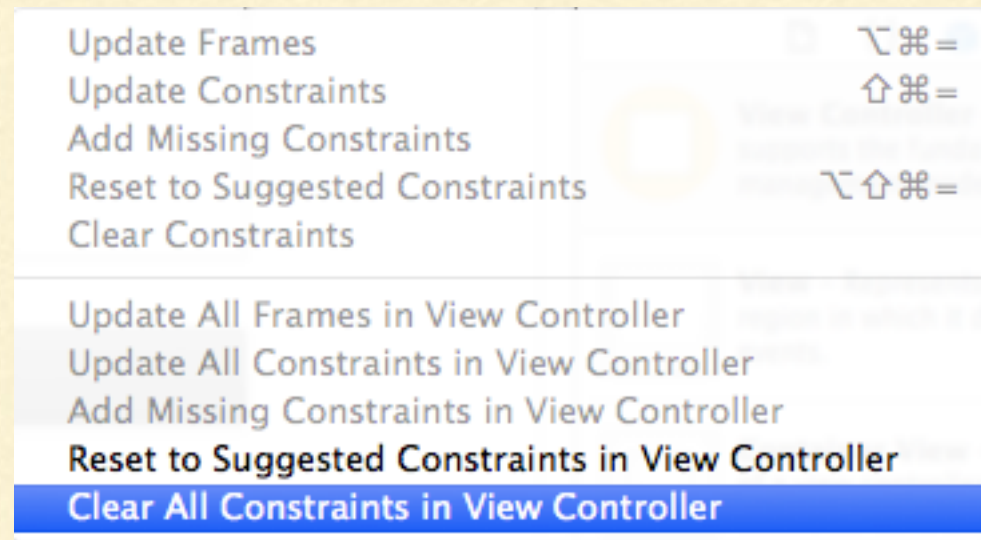 Update Frames ⌥⌘=
Update Constraints ⇧⌘=
Add Missing Constraints
Reset to Suggested Constraints ⌥⇧⌘=
Clear Constraints
Update All Frames in View Controller
Update All Constraints in View Controller
Add Missing Constraints in View Controller
Reset to Suggested Constraints in View Controller
Clear All Constraints in View Controller